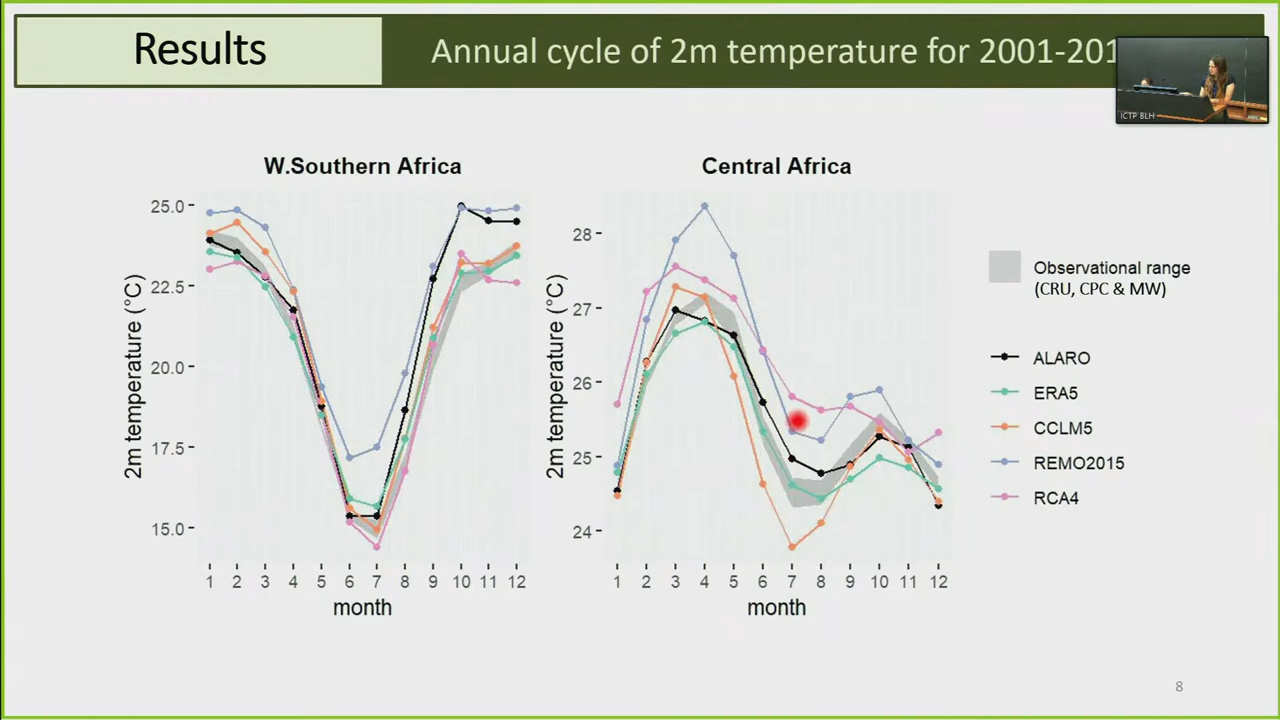 Results
Annual cycle of 2m temperature for 2001-201
ICTP BLH
W.Southern Africa
Central Africa
2m temperature (°C)
25.0
22.5
20.0
17.5
15.0
1 2 3 4 5 6 7 8 9 10 11 12
month
2m temperature (°C)
28
27
26
25
24
1 2 3 4 5 6 7 8 9 10 11 12
month
Observational range
(CRU, CPC & MW)
ALARO
ERA5
CCLM5
REMO2015
RCA4
8